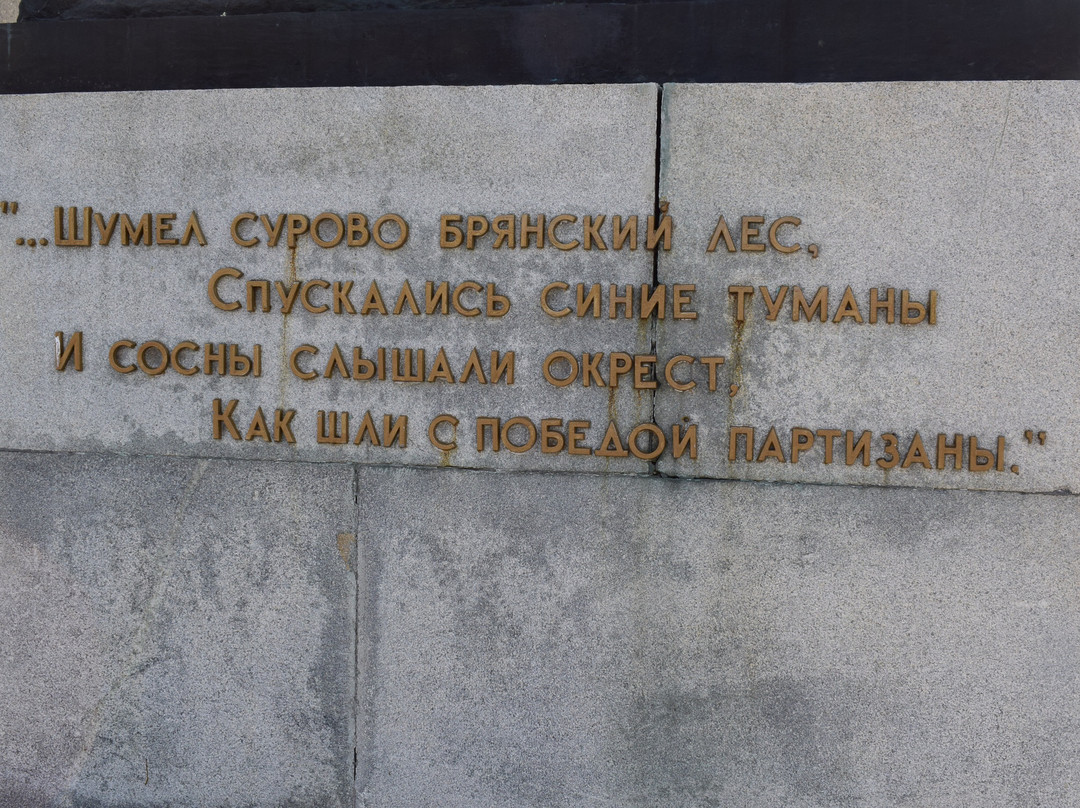 "...Шумел сурово брянский лес,
Спускались синие туманы
И сосны слышали окрест,
Как шли с победой партизаны."